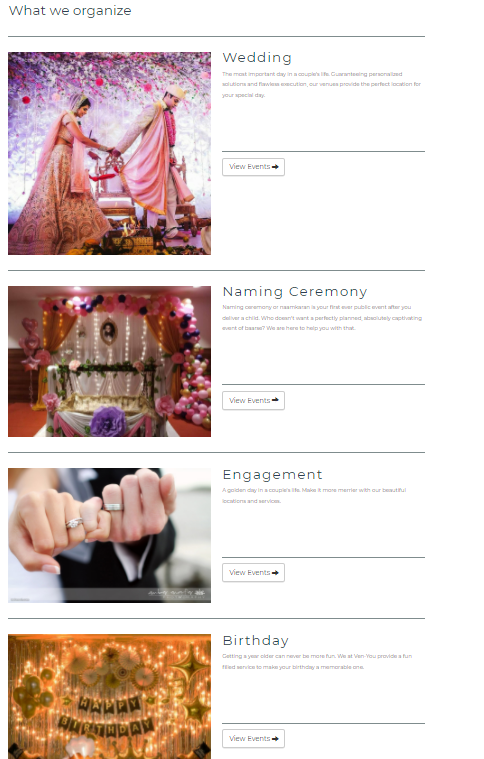 What we organize
Wedding
The most important day in a couple's life. Guaranteeing personalized
solutions and flawless execution, our venues provide the perfect location for
your special day.
View Events
Naming Ceremony
Naming ceremony or naamkaran is your first ever public event after you
deliver a child. Who doesn't want a perfectly planned, absolutely captivating
event of baarse? We are here to help you with that.
View Events
Engagement
A golden day in a couple's life. Make it more merrier with our beautiful
locations and services.
View Events
Birthday
Getting a year older can never be more fun. We at Ven-You provide a fun
filled service to make your birthday a memorable one.
View Events
HAPPY
BIRTHDAY